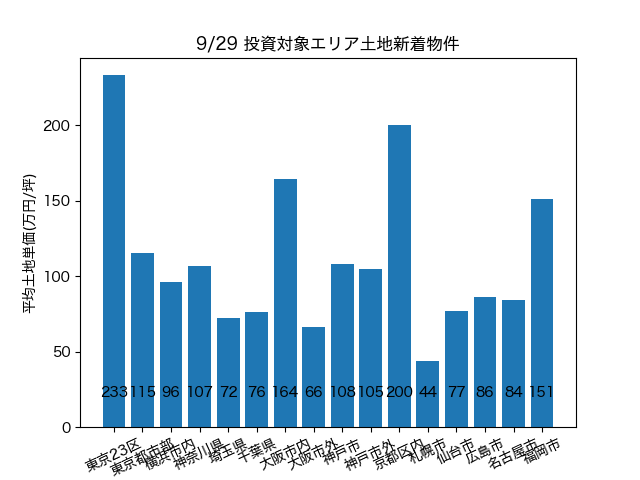 9/29 投資対象エリア土地新着物件
平均土地単価(万円/坪)
200
150
100
50
0
233 115 96 107 72 76 164 66 108 105 200 44 77 86 84 151
東京23区 東京都市部 横浜市内 神奈川県 埼玉県 千葉県 大阪市内 大阪市外 神戸市 神戸市外 京都区内 札幌市 仙台市 広島市 名古屋市 福岡市